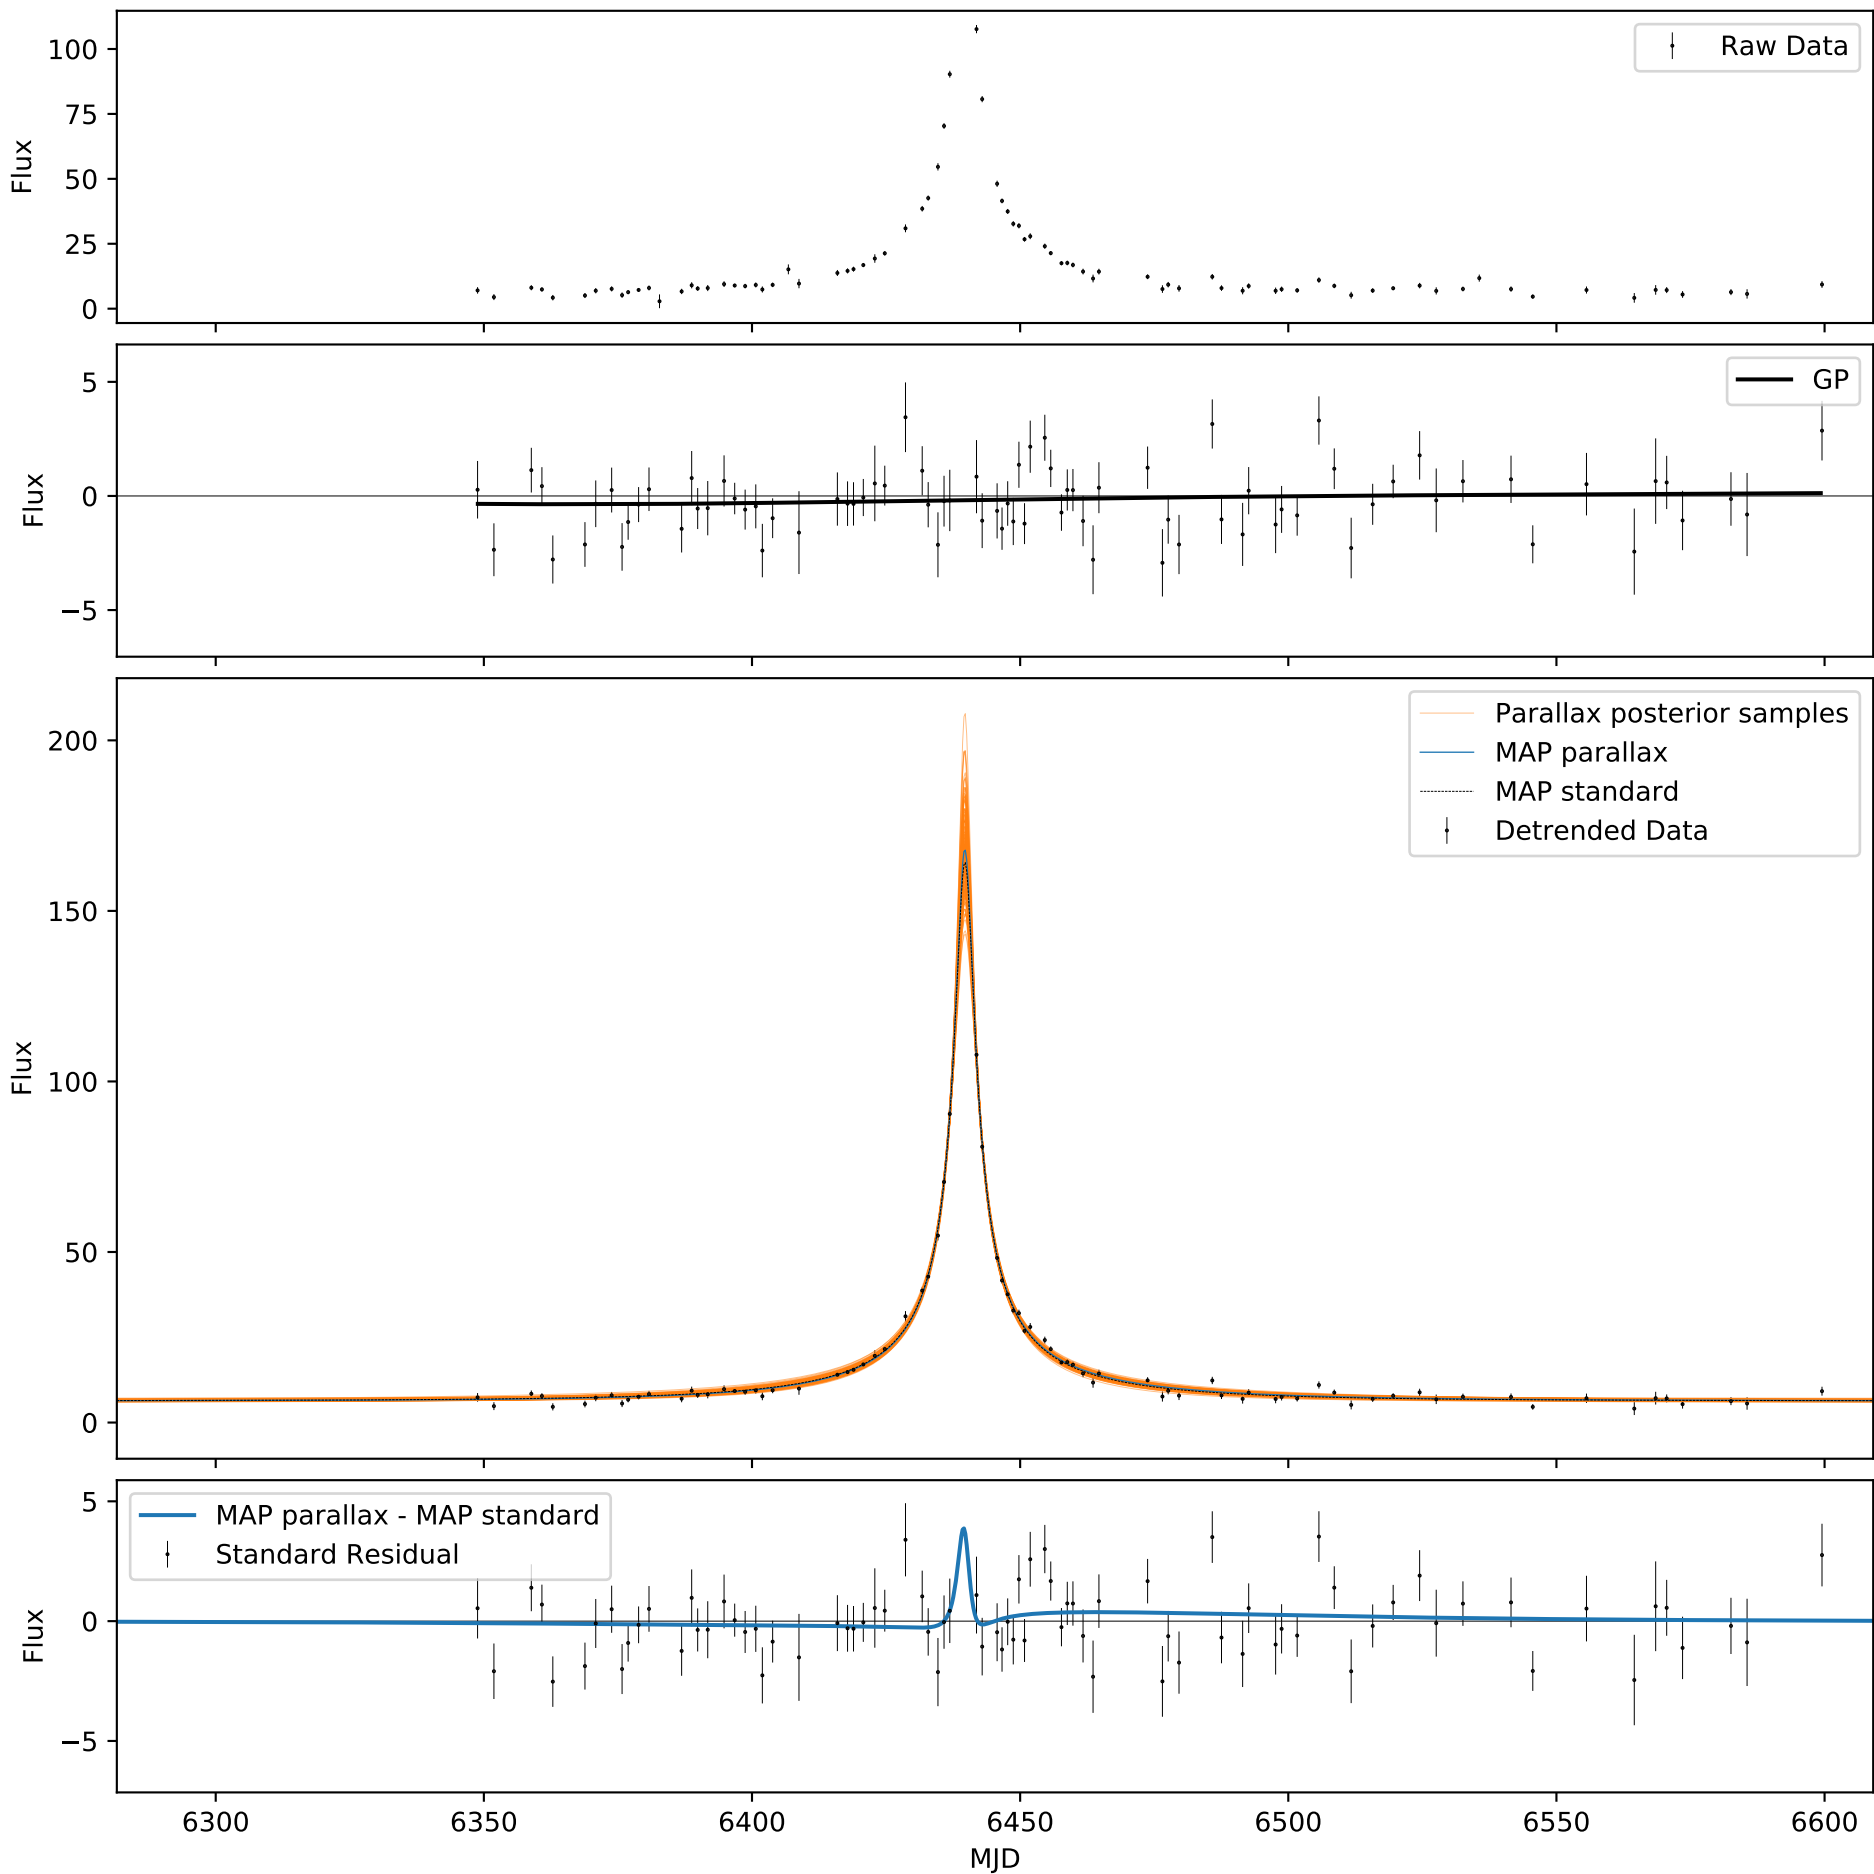 100
75
50
25
0
Flux
Raw Data
5
0
−5
Flux
GP
200
150
100
50
0
Flux
Parallax posterior samples
MAP parallax
MAP standard
Detrended Data
5
0
−5
Flux
MAP parallax - MAP standard
Standard Residual
6300 6350 6400 6450 6500 6550 6600
MJD